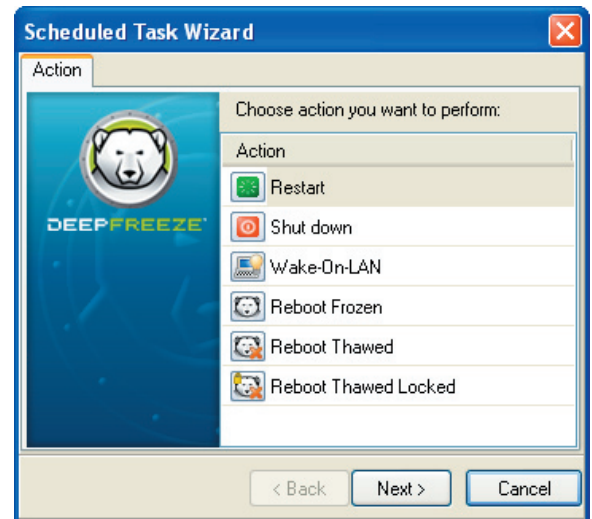 Scheduled Task Wizard
Action
Choose action you want to perform:
Action
Restart
DEEPFREEZE
Shut down
Wake-On-LAN
Reboot Frozen
Reboot Thawed
Reboot Thawed Locked
< Back
Next >
Cancel